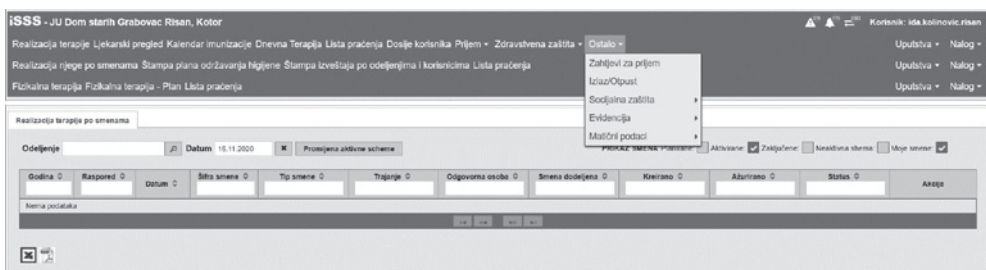 iSSS - JU Dom starih Grabovac Risan, Kotor
Korisnik: ida.kolinovic.risan
Realizacija terapije Ljekarski pregled Kalendar imunizacije Dnevna Terapija Lista praćenja Dosije korisnika Prijem Zdravstvena zaštita Ostalo
Uputstva Nalog
Realizacija njege po smenama Štampa plana održavanja higijene Štampa izveštaja po odeljenjima i korisnicima Lista praćenja
Uputstva Nalog
Fizikalna terapija Fizikalna terapija - Plan Lista praćenja
Uputstva Nalog
Zahtjevi za prijem
Izlaz/Otpust
Socijalna zaštita
Evidencija
Matični podaci
Realizacija terapije po smenama
Odeljenje Datum 16.11.2020 Promijena aktivne scheme
PRIKAZ SMENA Planirane: Aktivirane: Zaključene: Neaktivna shema: Moje smene:
Godina Raspored Datum Šifra smene Tip smene Trajanje Odgovorna osoba Smena dodeljena Kreirano Ažurirano Status Akcije
Nema podataka